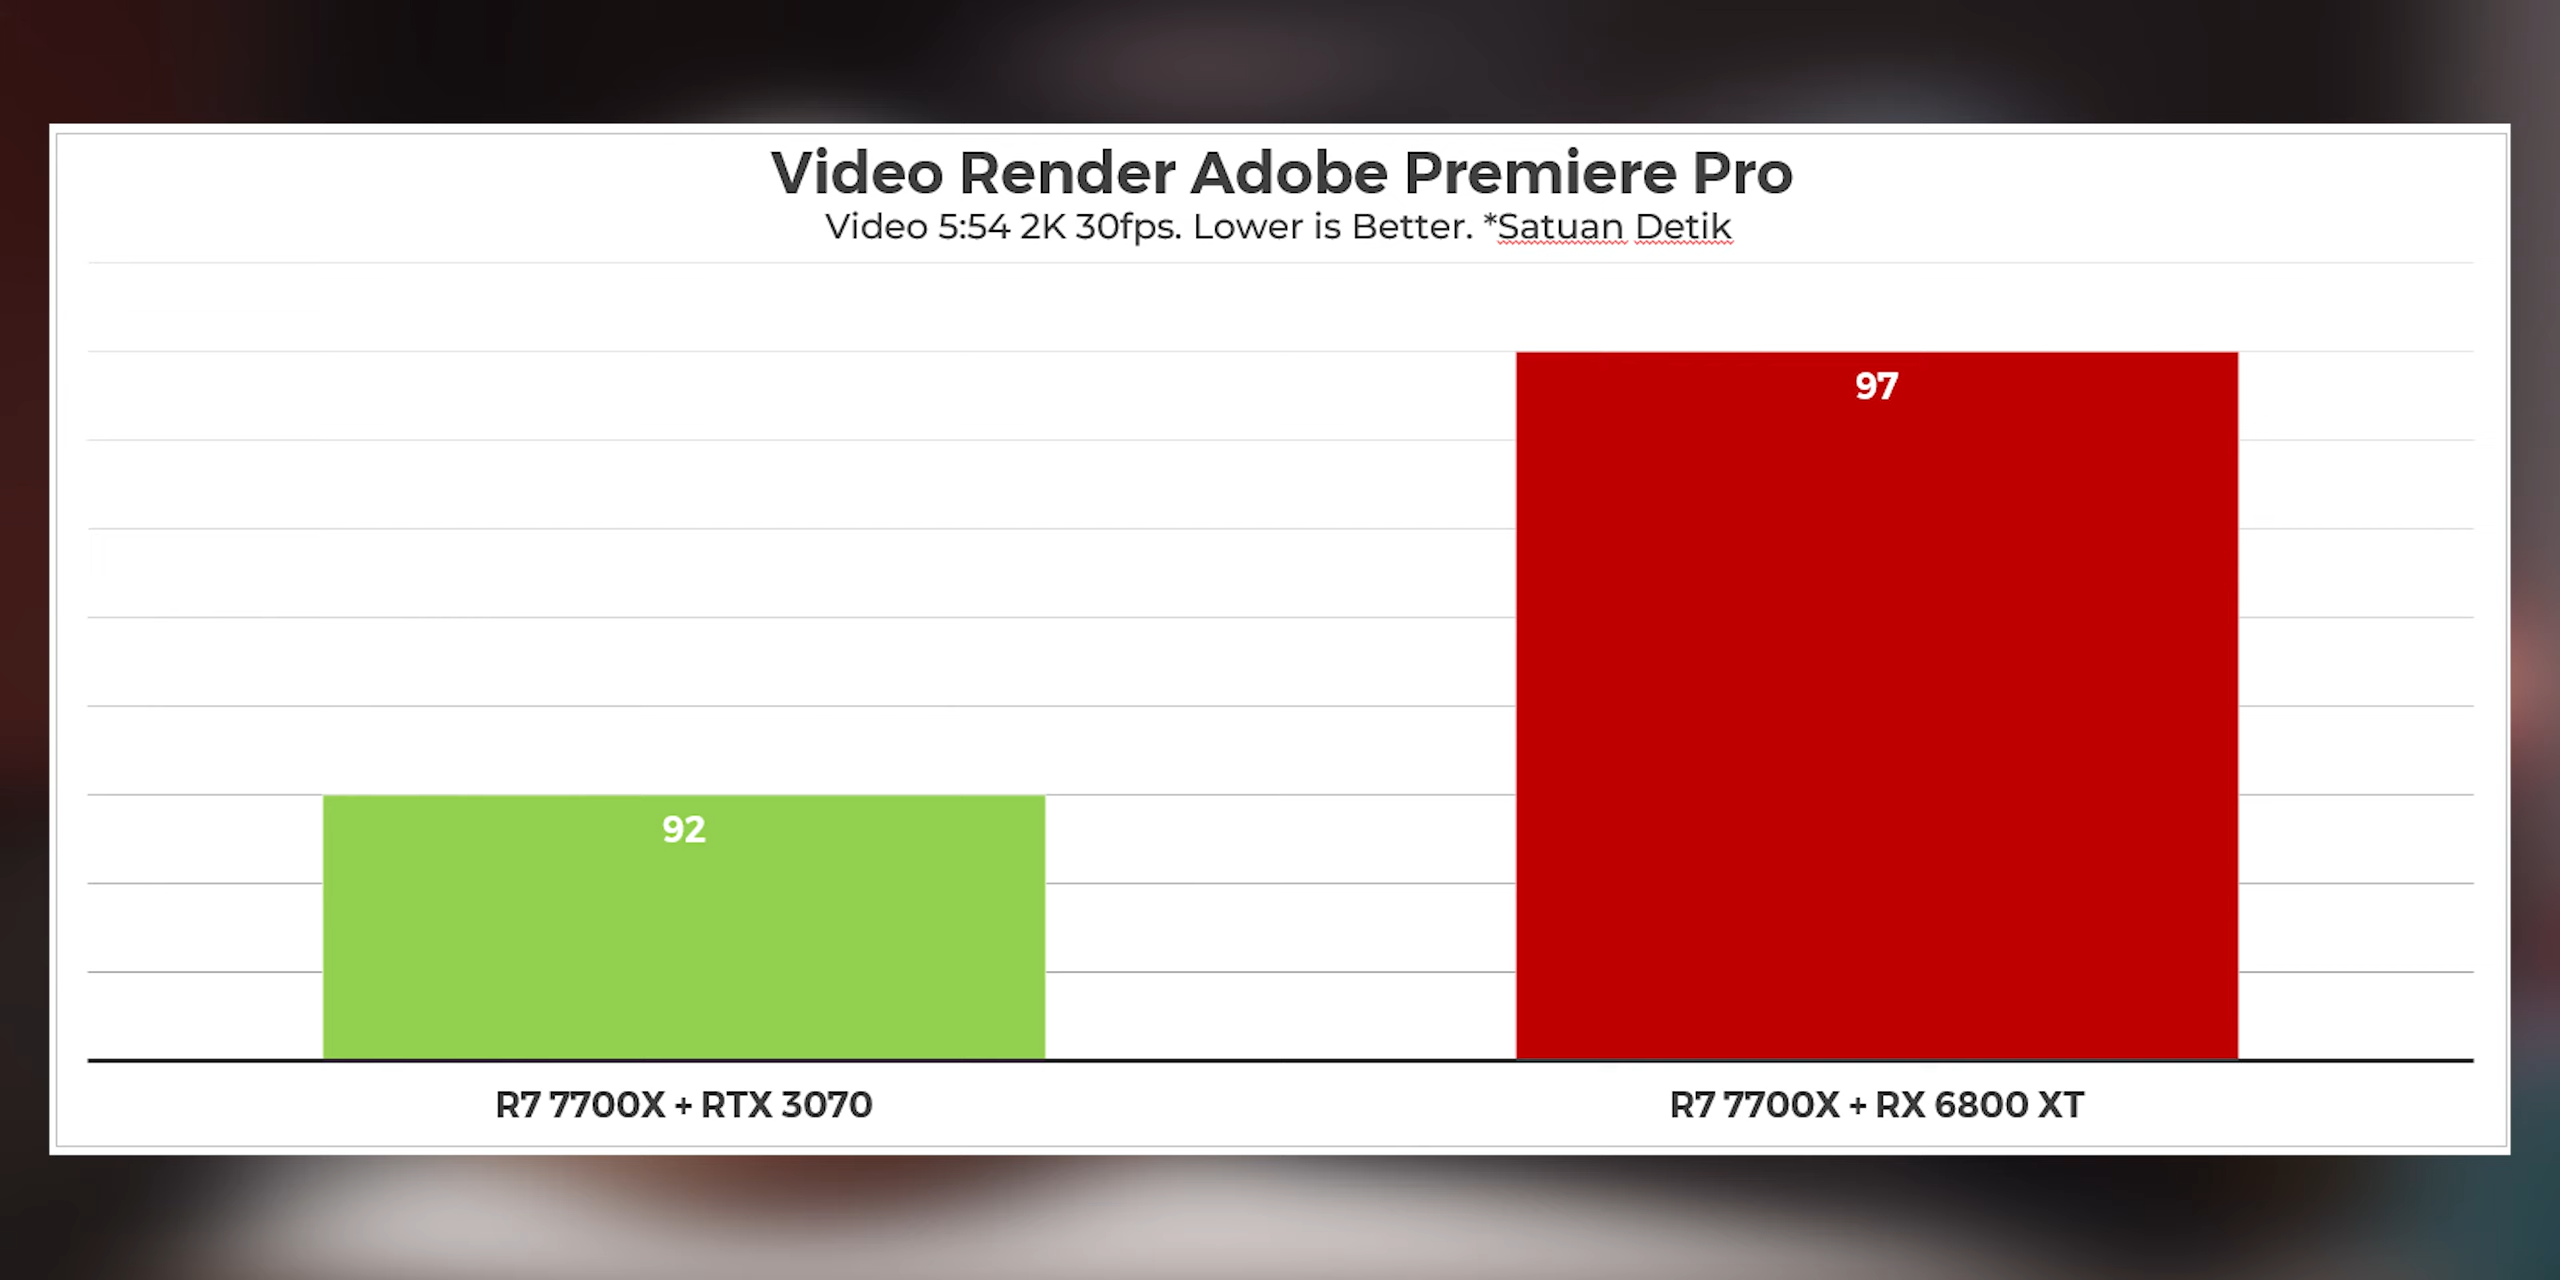 Video Render Adobe Premiere Pro
Video 5:54 2K 30fps. Lower is Better. *Satuan Detik
97
92
R7 7700X + RTX 3070
R7 7700X + RX 6800 XT